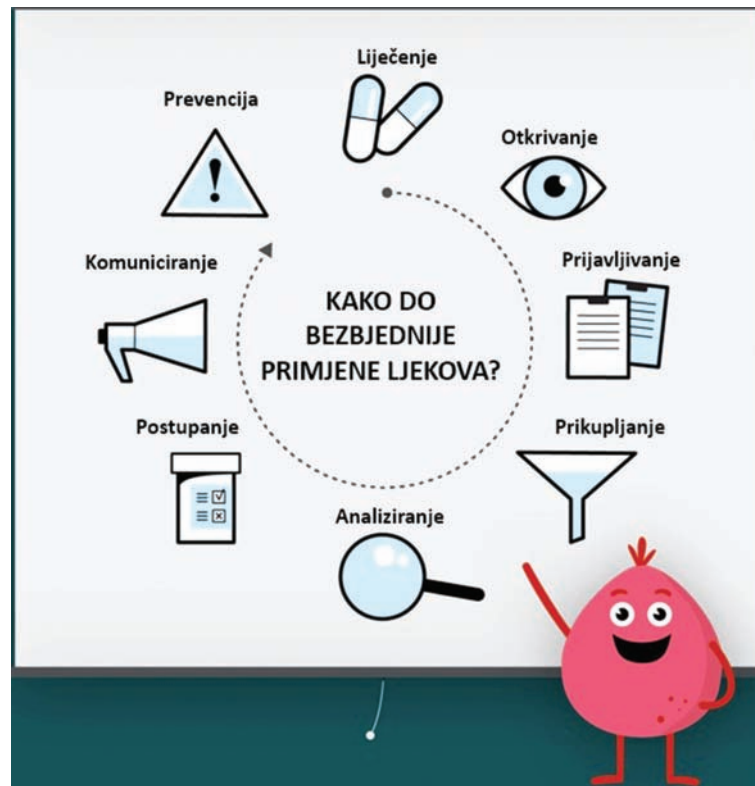 Liječenje
Otkrivanje
Prijavljivanje
Prikupljanje
Analiziranje
Postupanje
Komuniciranje
Prevencija
KAKO DO
BEZBJEDNIJE
PRIMJENE LJEKOVA?